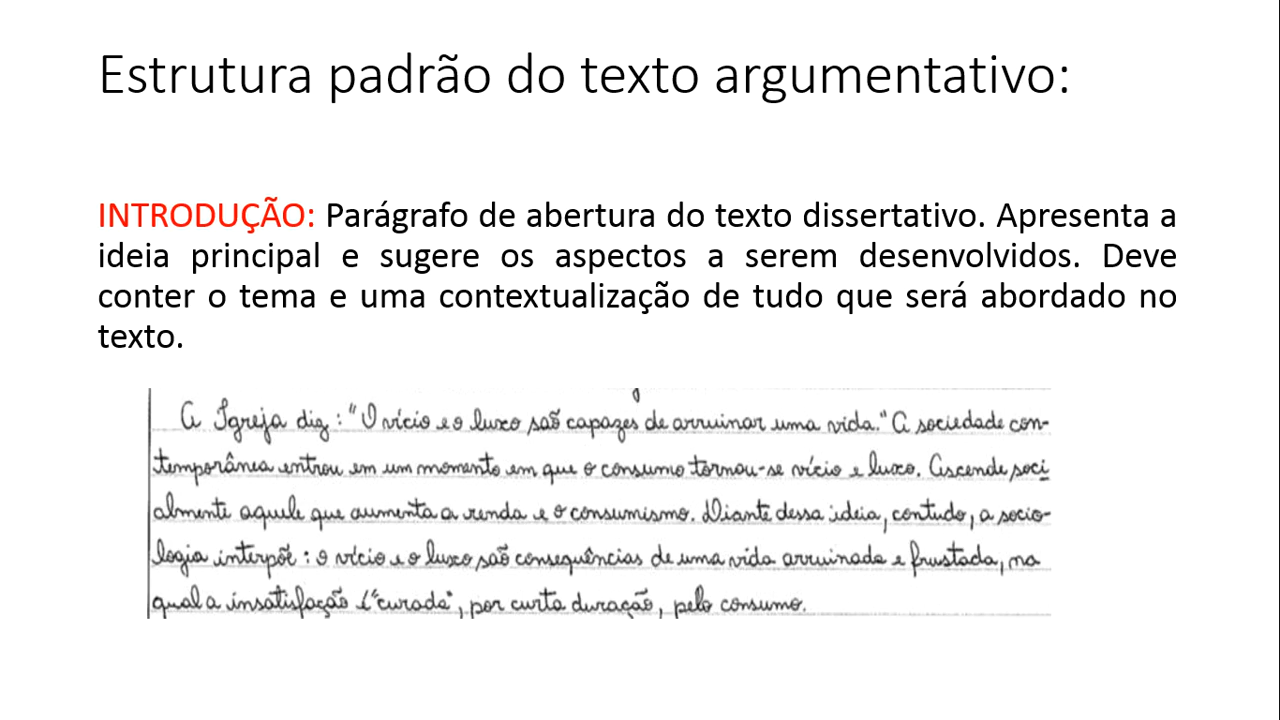 Estrutura padrão do texto argumentativo:
INTRODUÇÃO: Parágrafo de abertura do texto dissertativo. Apresenta a
ideia principal e sugere os aspectos a serem desenvolvidos. Deve
conter o tema e uma contextualização de tudo que será abordado no
texto.
A Igreja diz: "O vício e o luxo são capazes de arruinar uma vida." A sociedade con-
temporânea entrou em um momento em que o consumo tornou-se vício e luxo. Ascende soci
almente aquele que aumenta a renda e o consumismo. Diante dessa ideia, contudo, a socio-
logia interpõe: o vício e o luxo são consequências de uma vida arruinada e frustada, na
qual a insatisfação é "curada", por curta duração, pelo consumo.